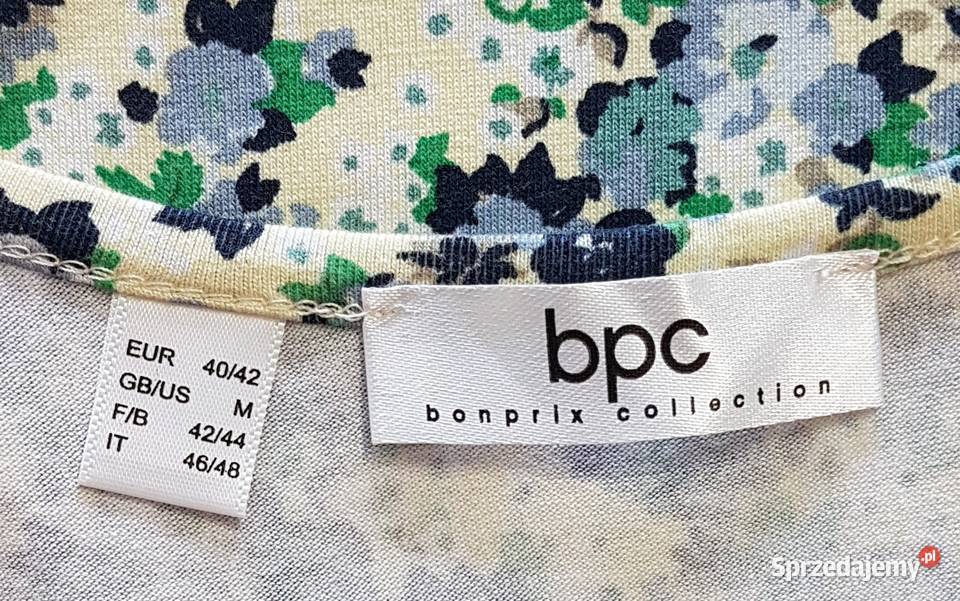 EUR 40/42
GB/US M
F/B 42/44
IT 46/48
bpc
bonprix collection
Sprzedajemy.pl